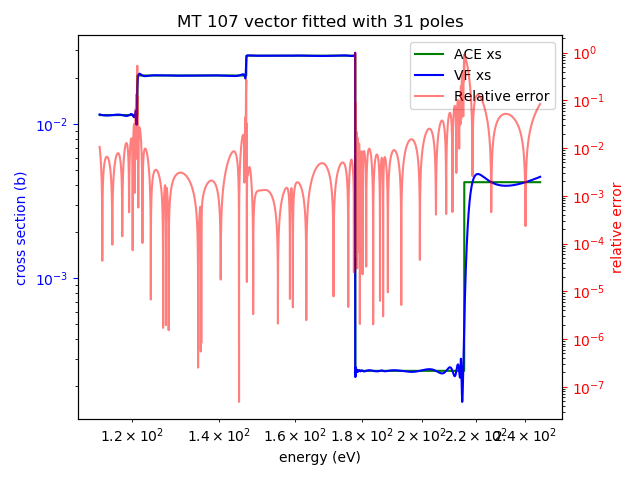 MT 107 vector fitted with 31 poles
ACE xs
VF xs
Relative error
cross section (b)
10⁻²
10⁻³
10⁰
10⁻¹
10⁻²
10⁻³
10⁻⁴
10⁻⁵
10⁻⁶
10⁻⁷
relative error
1.2 × 10² 1.4 × 10² 1.6 × 10² 1.8 × 10² 2 × 10² 2.2 × 10² 2.4 × 10²
energy (eV)